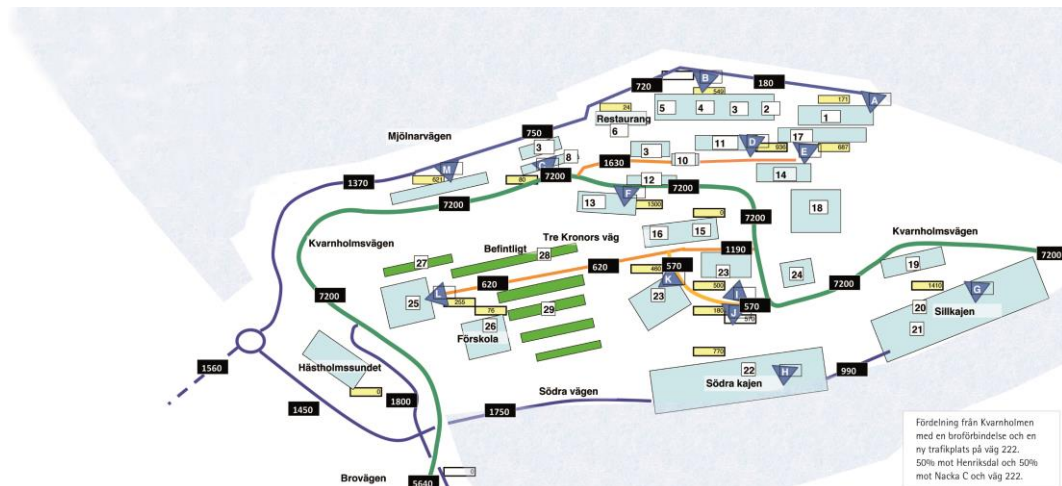 B
720
180
549
A
171
24
5
4
3
2
1
Restaurang
6
17
Mjölnarvägen
750
3
8
3
11
D
936
E
687
10
1630
M
621
C
80
7200
14
12
7200
1370
7200
13
F
1300
18
0
7200
Kvarnholmsvägen
Kvarnholmsvägen
Tre Kronors väg
Befintligt
28
16
15
1190
7200
27
620
570
460
23
24
19
7200
620
K
500
I
1410
G
L
255
25
23
180
J
570
570
20
Sillkajen
7200
76
26
29
21
Förskola
770
1560
Hästholmssundet
22
H
990
Södra kajen
0
1800
Södra vägen
1450
1750
Brovägen
5640
0
Fördelning från Kvarnholmen
med en broförbindelse och en
ny trafikplats på väg 222.
50% mot Henriksdal och 50%
mot Nacka C och väg 222.